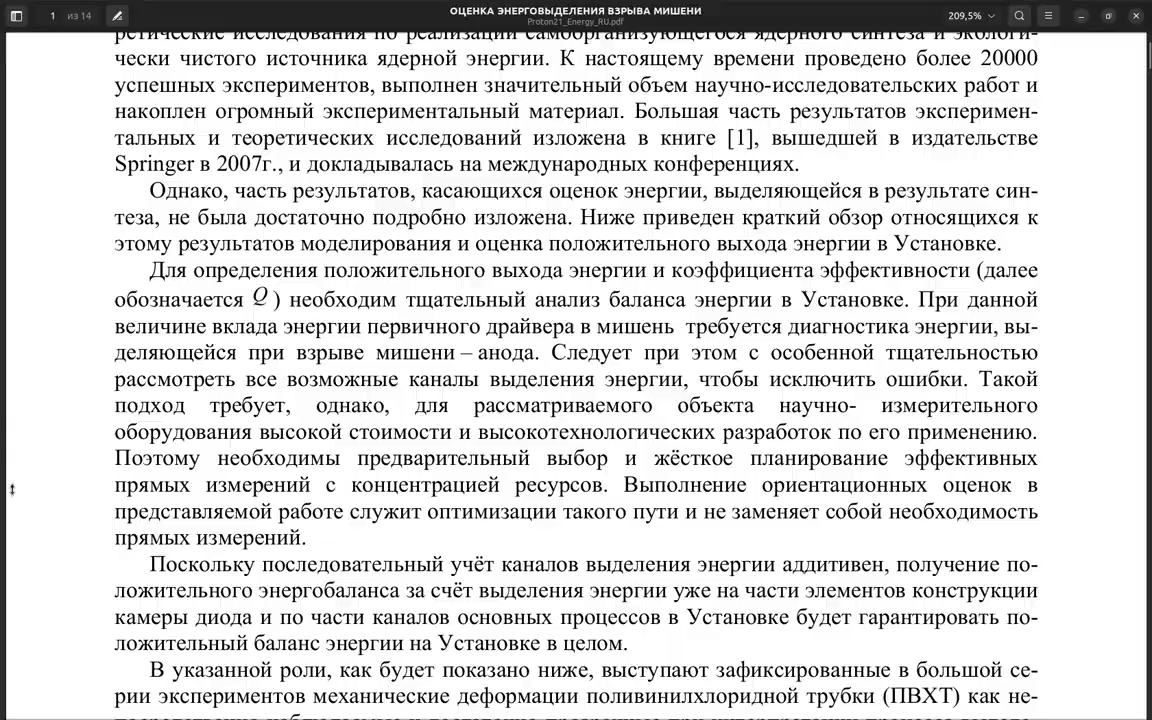 ОЦЕНКА ЭНЕРГОВЫДЕЛЕНИЯ ВЗРЫВА МИШЕНИ
Proton21_Energy_RU.pdf
1 из 14
209,5%
ретические исследования по реализации самоорганизующегося ядерного синтеза и экологи-
чески чистого источника ядерной энергии. К настоящему времени проведено более 20000
успешных экспериментов, выполнен значительный объем научно-исследовательских работ и
накоплен огромный экспериментальный материал. Большая часть результатов эксперимен-
тальных и теоретических исследований изложена в книге [1], вышедшей в издательстве
Springer в 2007г., и докладывалась на международных конференциях.
Однако, часть результатов, касающихся оценок энергии, выделяющейся в результате син-
теза, не была достаточно подробно изложена. Ниже приведен краткий обзор относящихся к
этому результатов моделирования и оценка положительного выхода энергии в Установке.
Для определения положительного выхода энергии и коэффициента эффективности (далее
обозначается Q ) необходим тщательный анализ баланса энергии в Установке. При данной
величине вклада энергии первичного драйвера в мишень требуется диагностика энергии, вы-
деляющейся при взрыве мишени – анода. Следует при этом с особенной тщательностью
рассмотреть все возможные каналы выделения энергии, чтобы исключить ошибки. Такой
подход требует, однако, для рассматриваемого объекта научно- измерительного
оборудования высокой стоимости и высокотехнологических разработок по его применению.
Поэтому необходимы предварительный выбор и жёсткое планирование эффективных
прямых измерений с концентрацией ресурсов. Выполнение ориентационных оценок в
представляемой работе служит оптимизации такого пути и не заменяет собой необходимость
прямых измерений.
Поскольку последовательный учёт каналов выделения энергии аддитивен, получение по-
ложительного энергобаланса за счёт выделения энергии уже на части элементов конструкции
камеры диода и по части каналов основных процессов в Установке будет гарантировать по-
ложительный баланс энергии на Установке в целом.
В указанной роли, как будет показано ниже, выступают зафиксированные в большой се-
рии экспериментов механические деформации поливинилхлоридной трубки (ПВХТ) как не-